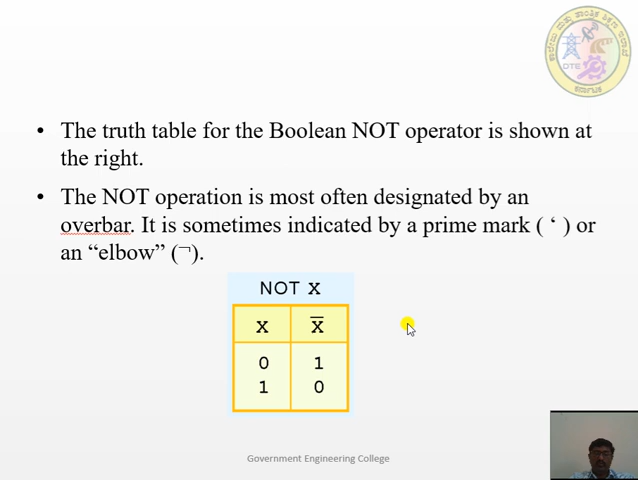 • The truth table for the Boolean NOT operator is shown at
the right.
• The NOT operation is most often designated by an
overbar. It is sometimes indicated by a prime mark ( ‘ ) or
an “elbow” (¬).
NOT X
X X̅
0 1
1 0
Government Engineering College
DTE